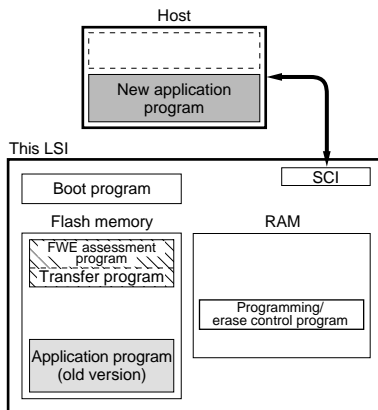 Host
New application
program
This LSI
SCI
Boot program
Flash memory
RAM
FWE assessment
program
Transfer program
Programming/
erase control program
Application program
(old version)